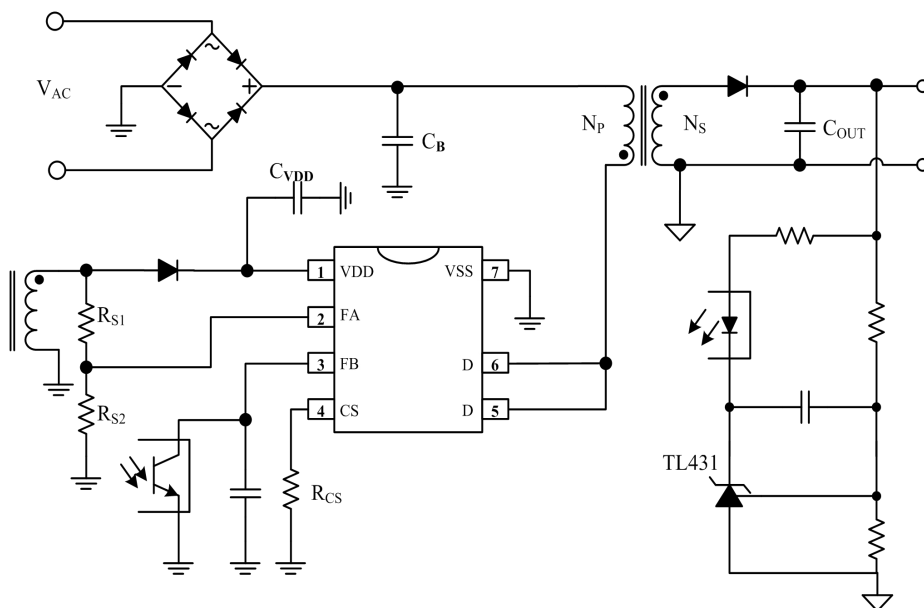 V_AC
~
− +
~
C_B
N_P N_S
C_OUT
C_VDD
1 VDD VSS 7
R_S1
2 FA
3 FB D 6
R_S2
4 CS D 5
R_CS
TL431